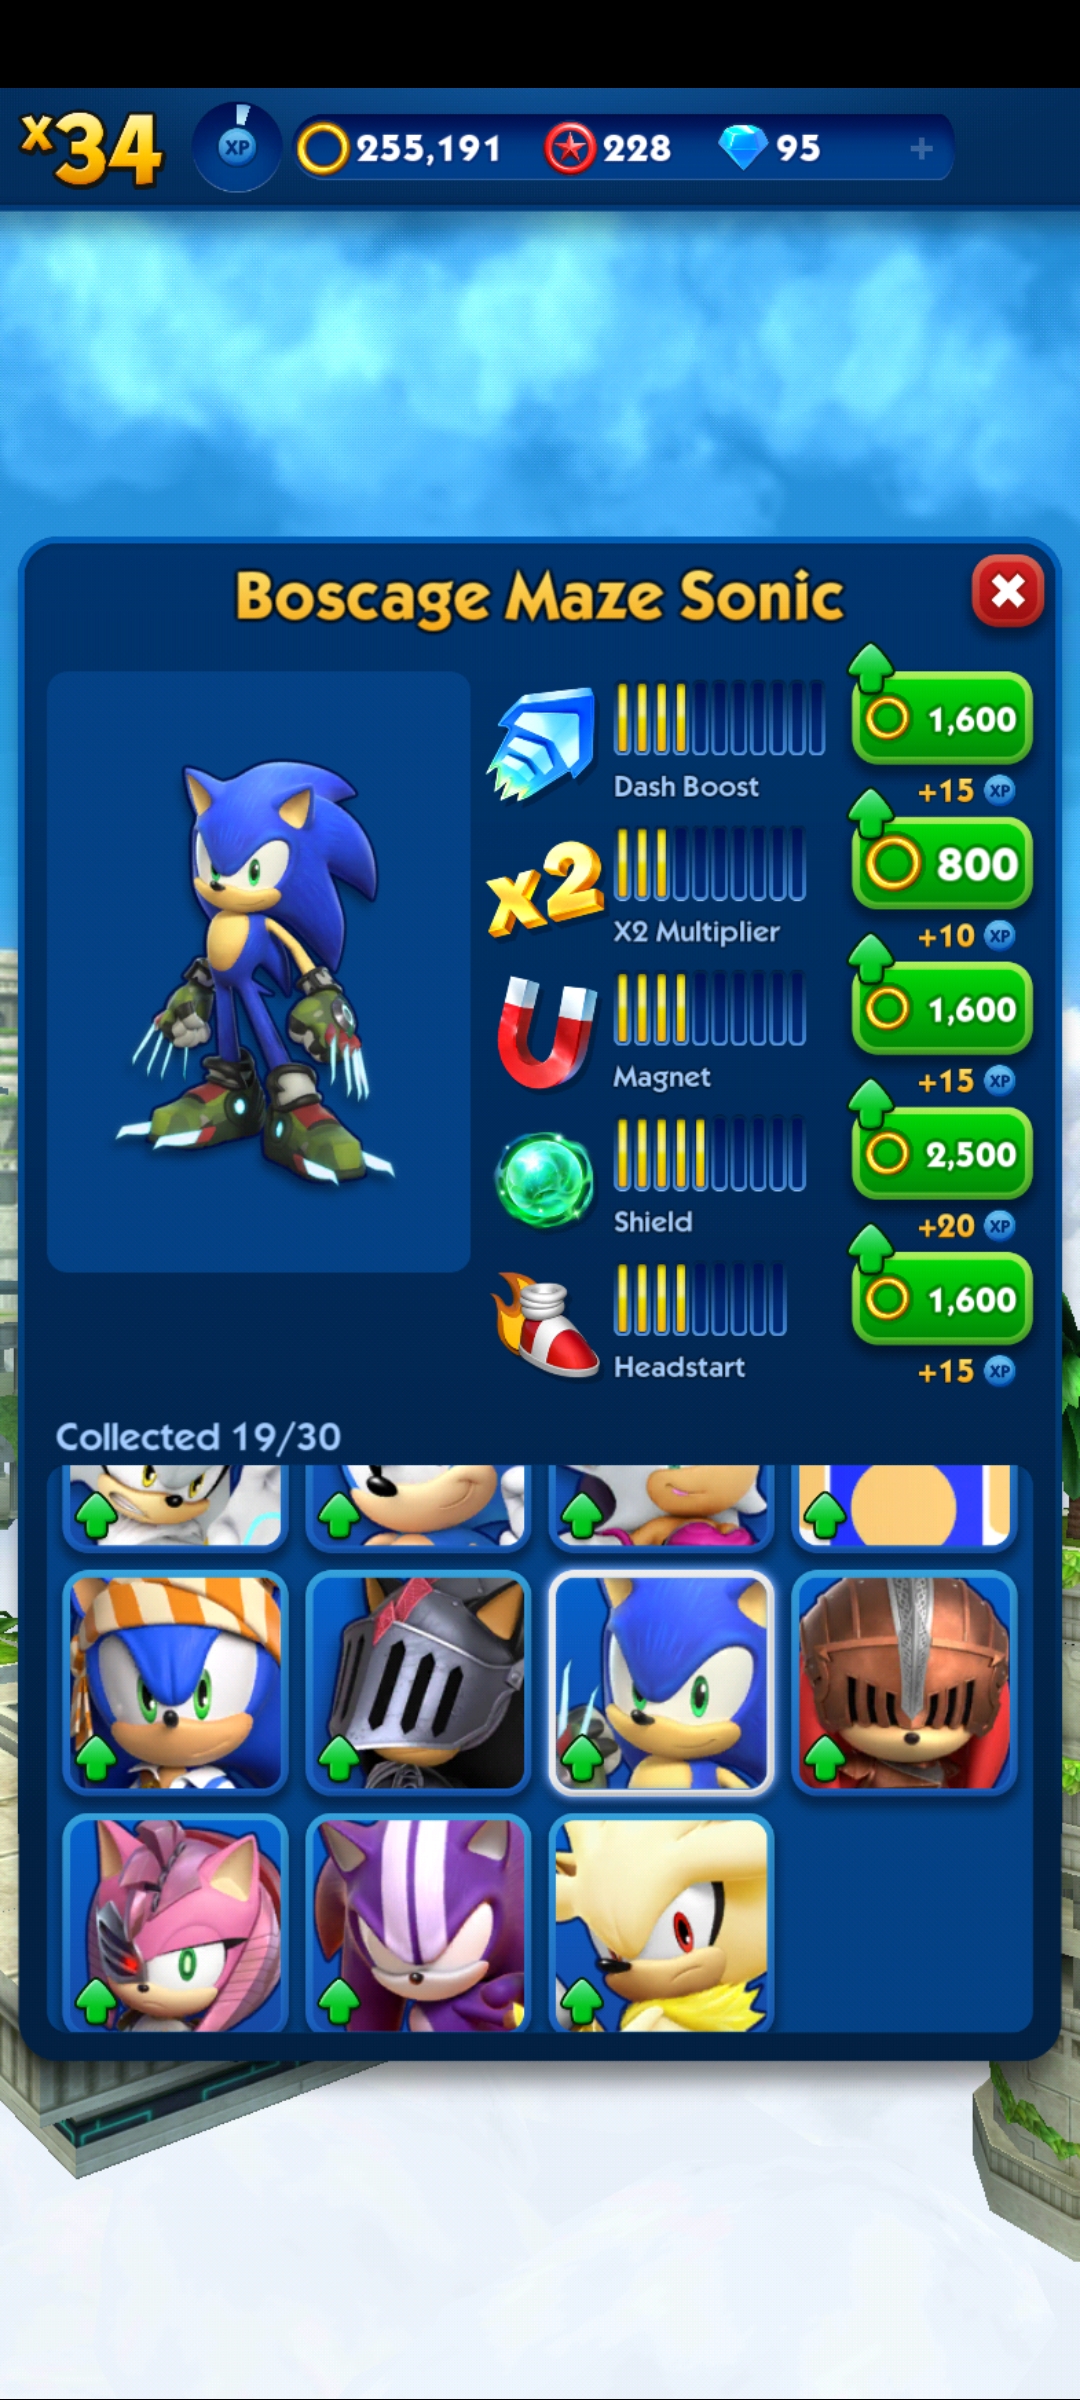 x34 XP 255,191 228 95 +
Boscage Maze Sonic
1,600
Dash Boost
+15 XP
x2
800
X2 Multiplier
+10 XP
1,600
Magnet
+15 XP
2,500
Shield
+20 XP
1,600
Headstart
+15 XP
Collected 19/30